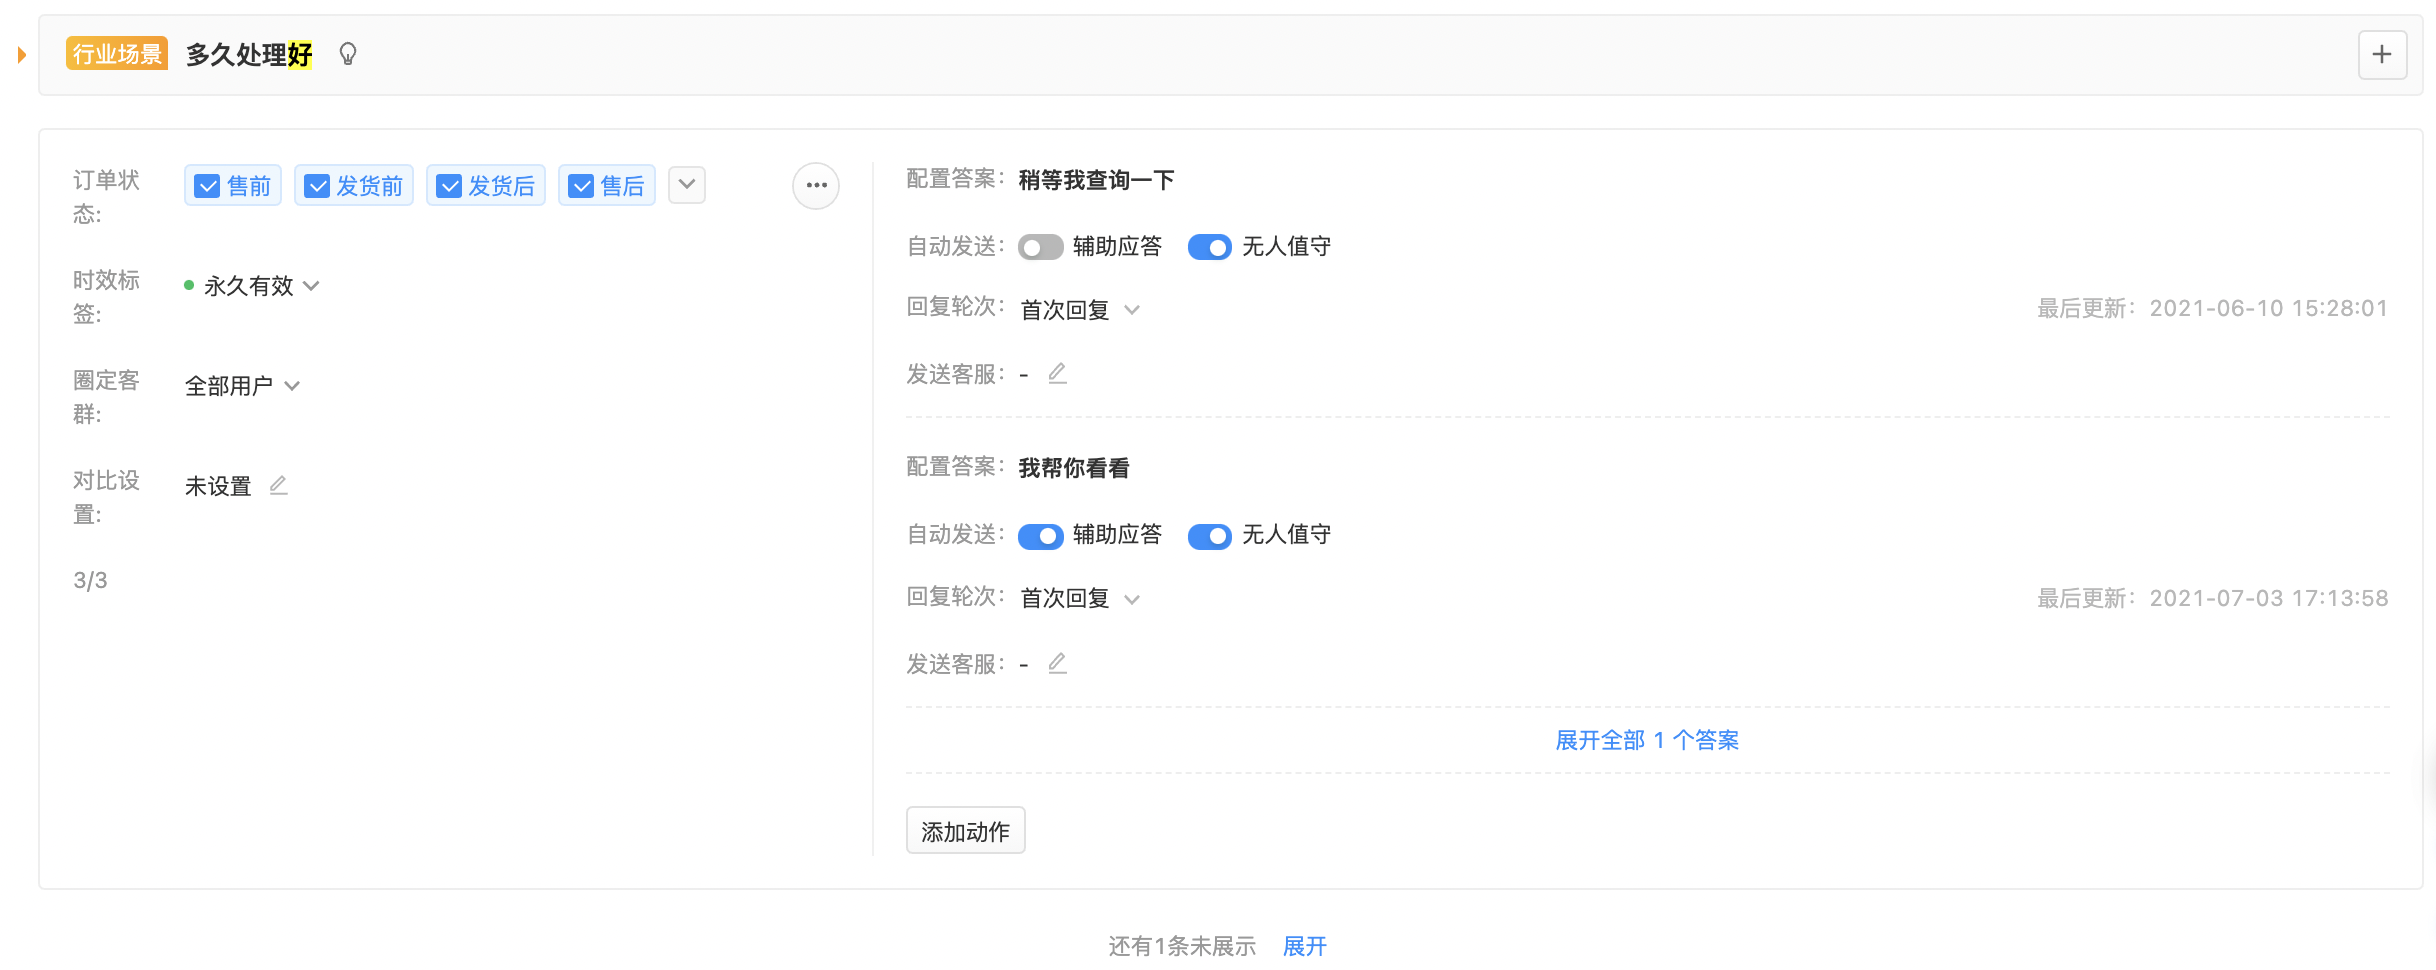 行业场景 多久处理好
订单状态:
售前 发货前 发货后 售后
时效标签:
永久有效
圈定客群:
全部用户
对比设置:
未设置
3/3
配置答案: 稍等我查询一下
自动发送: 辅助应答 无人值守
回复轮次: 首次回复
最后更新: 2021-06-10 15:28:01
发送客服: -
配置答案: 我帮你看看
自动发送: 辅助应答 无人值守
回复轮次: 首次回复
最后更新: 2021-07-03 17:13:58
发送客服: -
展开全部 1 个答案
添加动作
还有1条未展示 展开